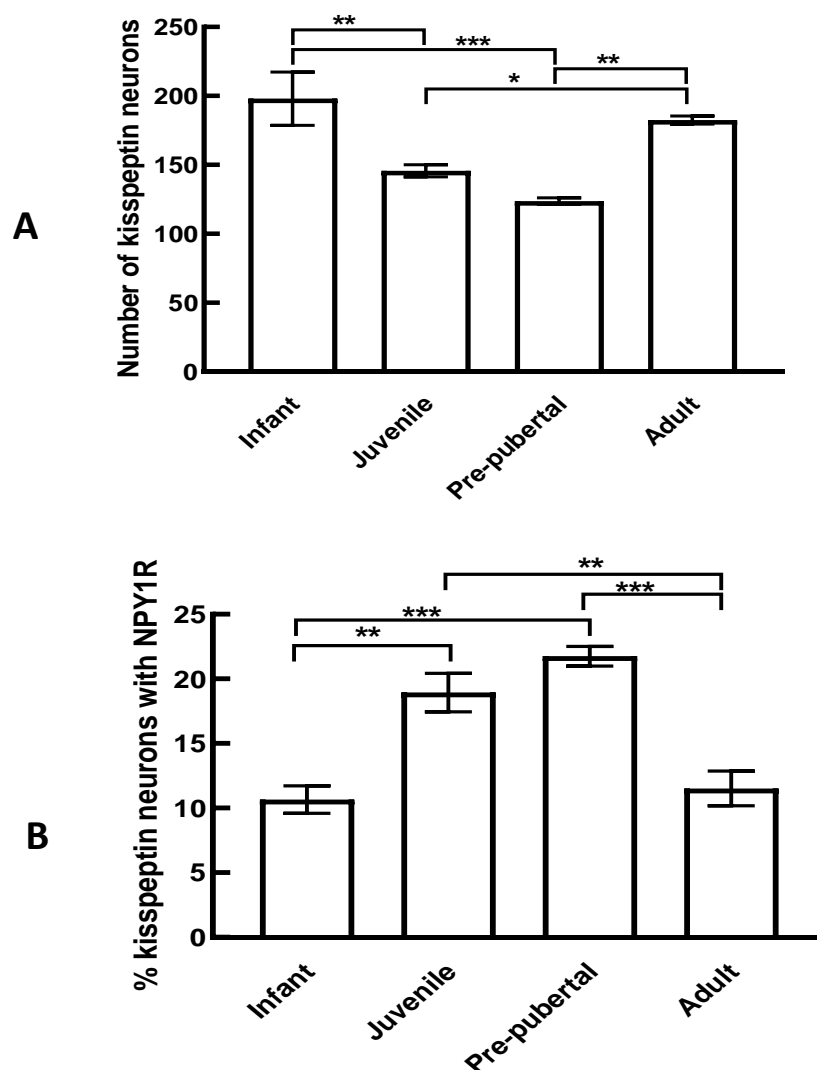 A
Number of kisspeptin neurons
250
200
150
100
50
0
**
***
**
*
Infant
Juvenile
Pre-pubertal
Adult
B
% kisspeptin neurons with NPY1R
25
20
15
10
5
0
**
***
***
**
Infant
Juvenile
Pre-pubertal
Adult